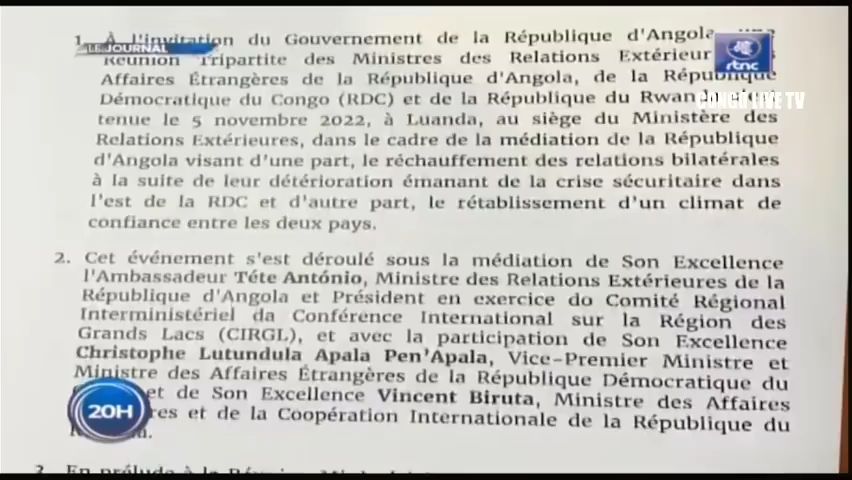 LE JOURNAL
rtnc
CONGO LIVE TV
1. À l'invitation du Gouvernement de la République d'Angola, une
Réunion Tripartite des Ministres des Relations Extérieur
Affaires Étrangères de la République d'Angola, de la République
Démocratique du Congo (RDC) et de la République du Rwan
tenue le 5 novembre 2022, à Luanda, au siège du Ministère des
Relations Extérieures, dans le cadre de la médiation de la République
d'Angola visant d'une part, le réchauffement des relations bilatérales
à la suite de leur détérioration émanant de la crise sécuritaire dans
l'est de la RDC et d'autre part, le rétablissement d'un climat de
confiance entre les deux pays.
2. Cet événement s'est déroulé sous la médiation de Son Excellence
l'Ambassadeur Téte António, Ministre des Relations Extérieures de la
République d'Angola et Président en exercice do Comité Régional
Interministériel da Conférence International sur la Région des
Grands Lacs (CIRGL), et avec la participation de Son Excellence
Christophe Lutundula Apala Pen'Apala, Vice-Premier Ministre et
Ministre des Affaires Étrangères de la République Démocratique du
et de Son Excellence Vincent Biruta, Ministre des Affaires
res et de la Coopération Internationale de la République du
20H
3. En prélude à la Réunion